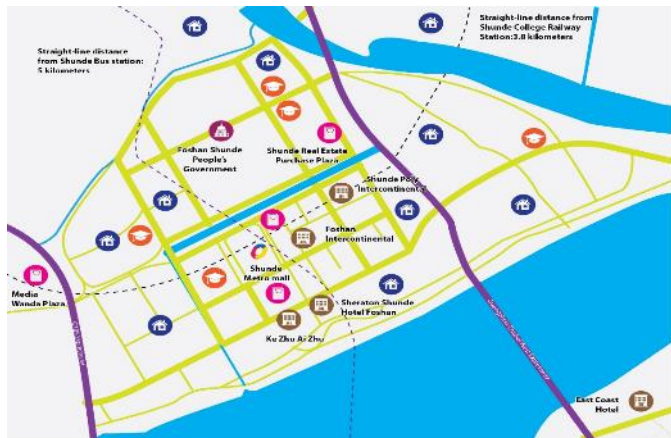 Straight-line distance
from Shunde Bus station:
5 kilometers
Straight-line distance from
Shunde College Railway
Station:3.8 kilometers
Foshan Shunde
People's
Government
Shunde Real Estate
Purchase Plaza
Shunde Poly
Intercontinental
Foshan
Intercontinental
Shunde
Metro mall
Media
Wanda Plaza
Sheraton Shunde
Hotel Foshan
Ke Zhu Ai Zhu
East Coast
Hotel